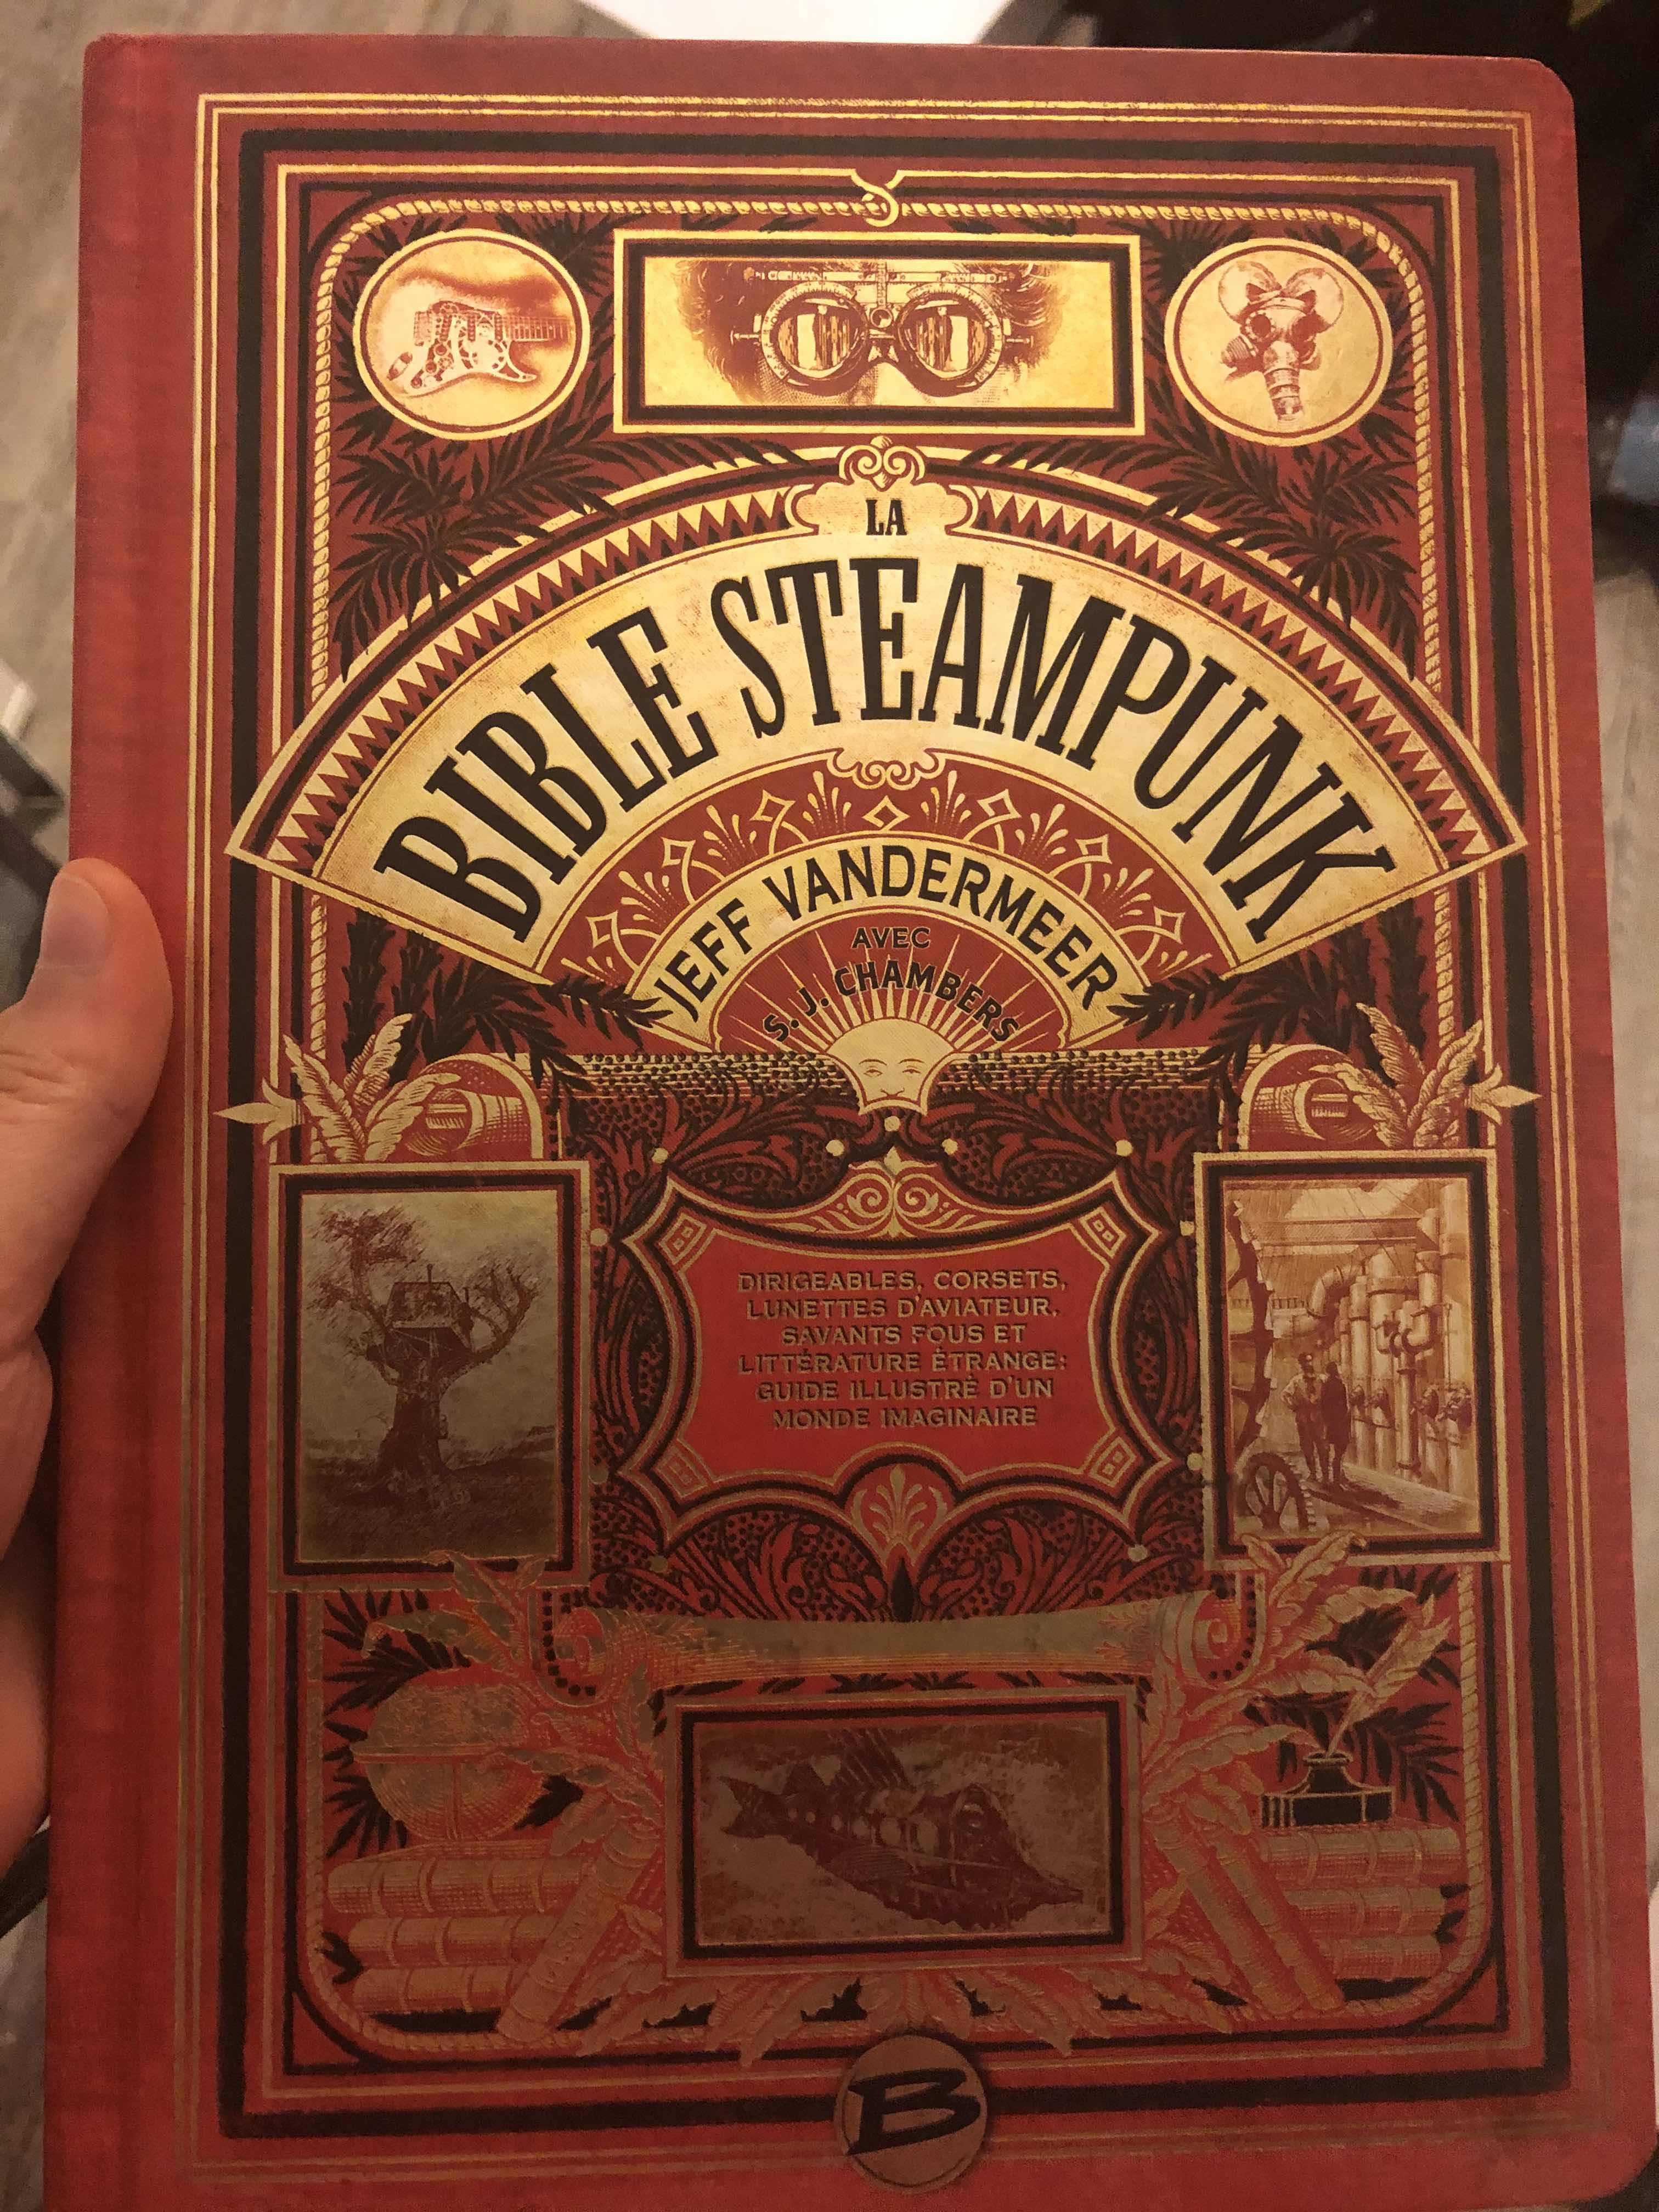 LA
BIBLE STEAMPUNK
JEFF VANDERMEER
AVEC
S. J. CHAMBERS
DIRIGEABLES, CORSETS,
LUNETTES D'AVIATEUR,
SAVANTS FOUS ET
LITTÉRATURE ÉTRANGE:
GUIDE ILLUSTRÉ D'UN
MONDE IMAGINAIRE
B